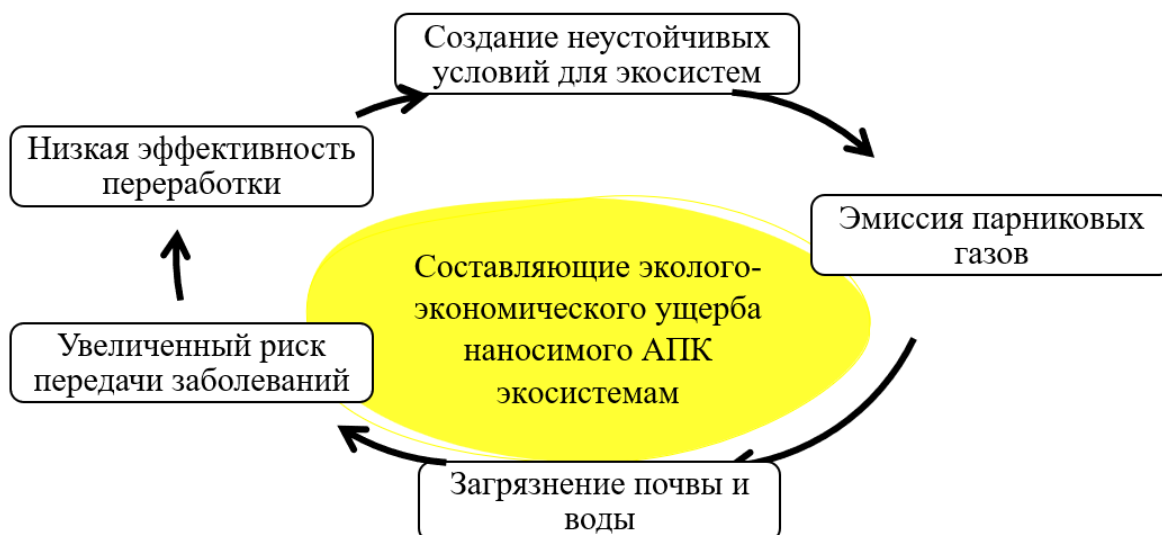 Создание неустойчивых
условий для экосистем
Низкая эффективность
переработки
Эмиссия парниковых
газов
Составляющие эколого-
экономического ущерба
наносимого АПК
экосистемам
Увеличенный риск
передачи заболеваний
Загрязнение почвы и
воды